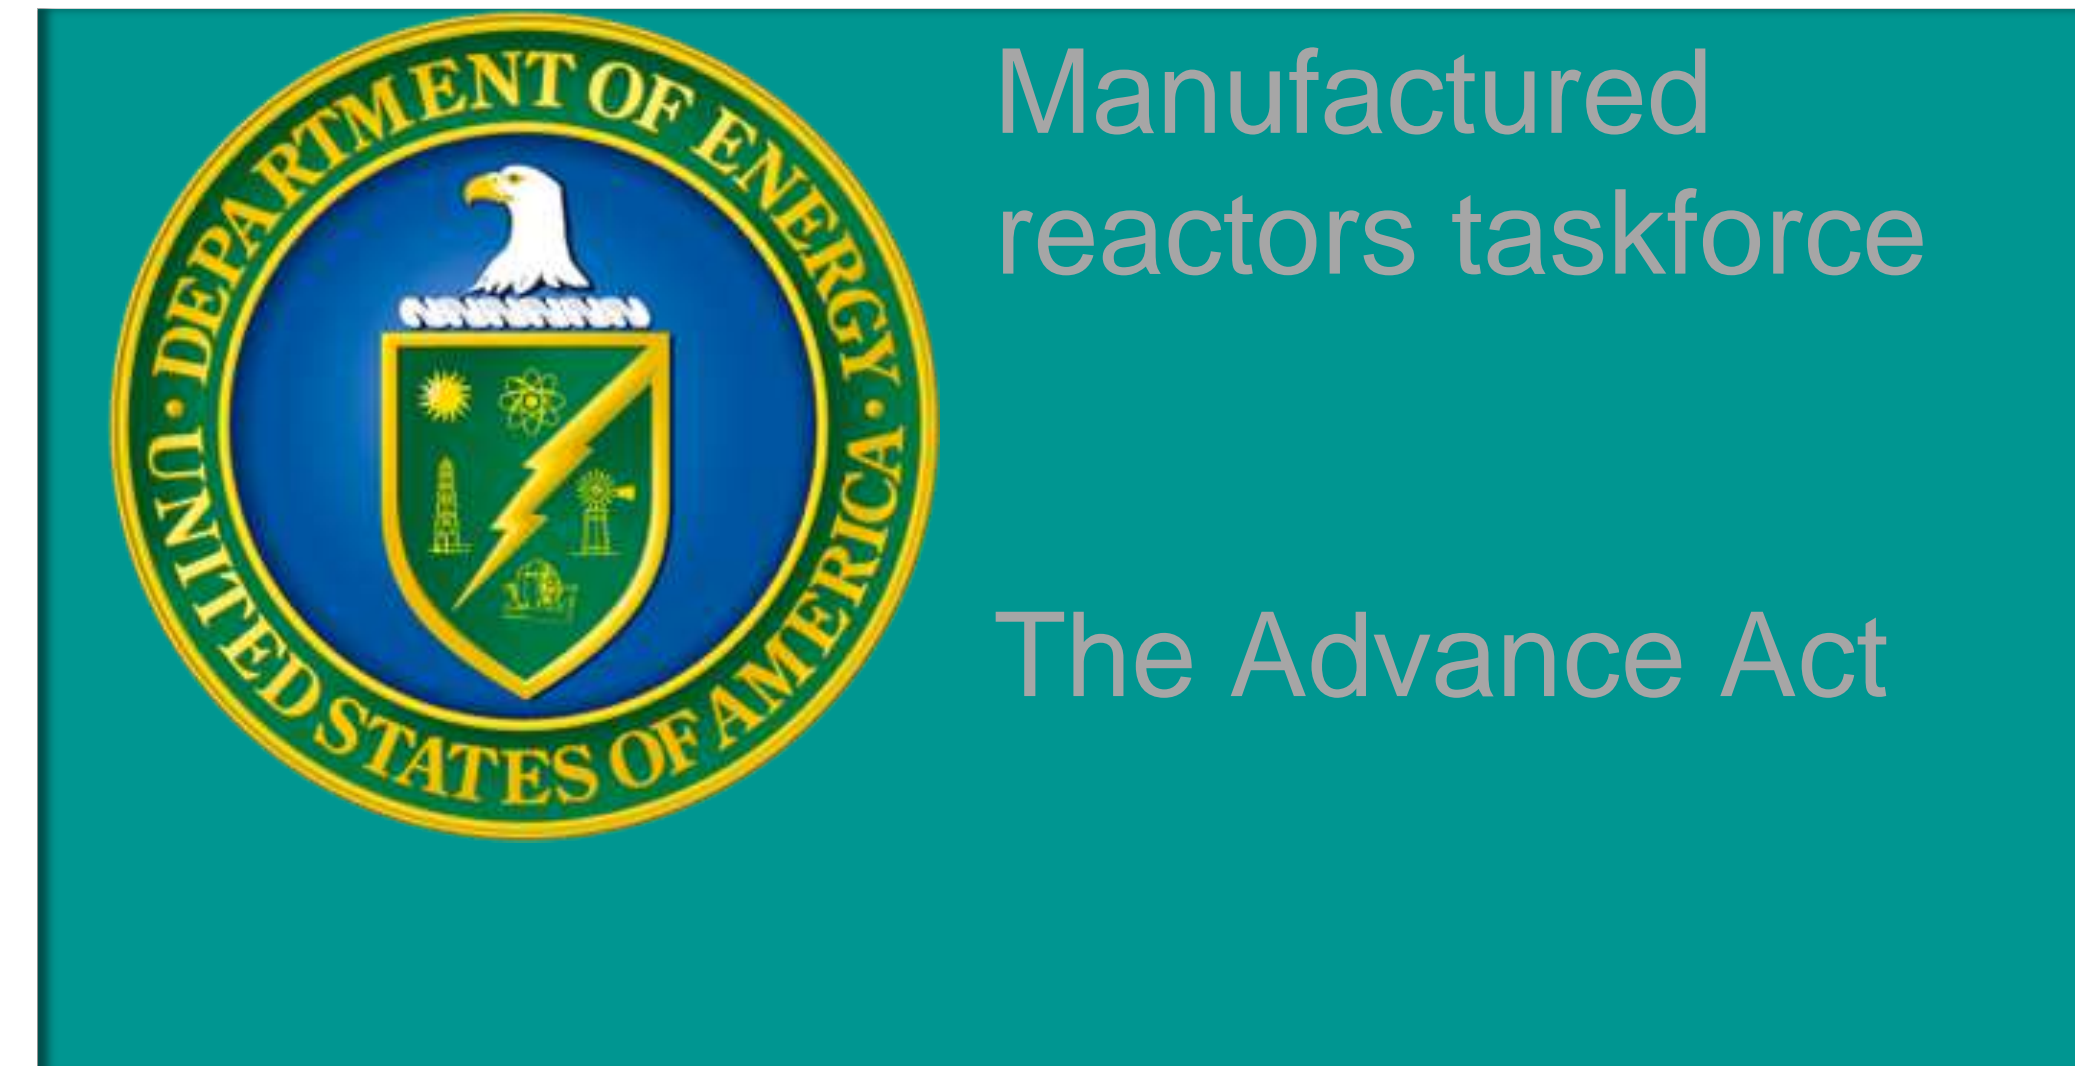 DEPARTMENT OF ENERGY
UNITED STATES OF AMERICA
Manufactured
reactors taskforce
The Advance Act